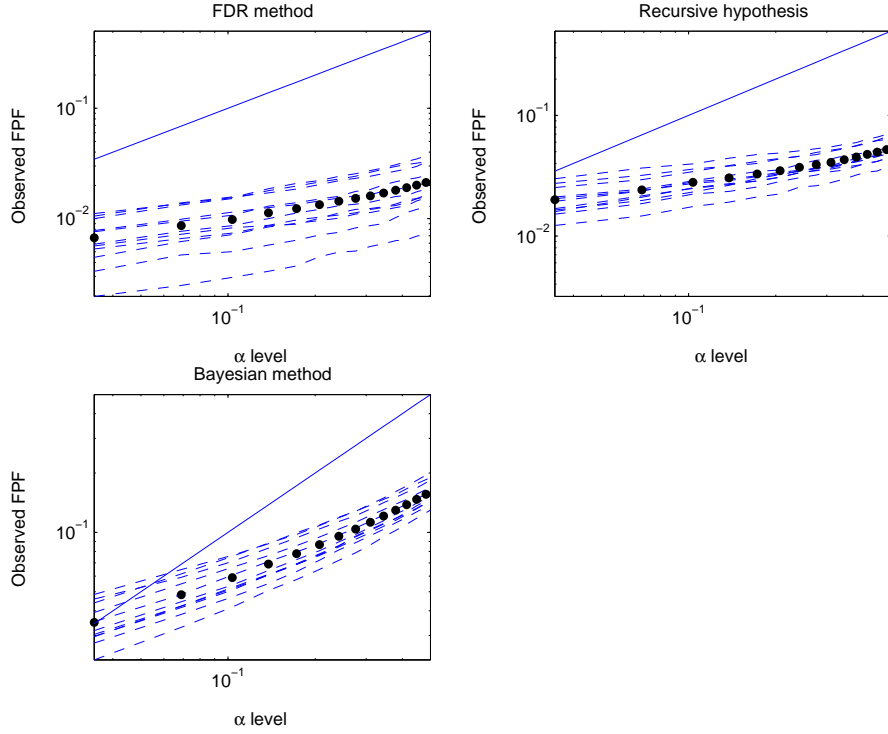 FDR method
Observed FPF
10⁻¹
10⁻²
10⁻¹
α level
Recursive hypothesis
Observed FPF
10⁻¹
10⁻²
10⁻¹
α level
Bayesian method
Observed FPF
10⁻¹
10⁻¹
α level